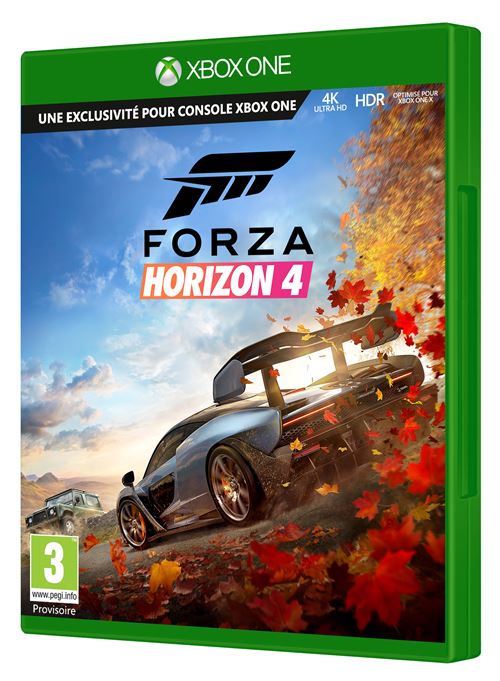 XBOX ONE
UNE EXCLUSIVITÉ POUR CONSOLE XBOX ONE
4K
ULTRA HD
HDR
OPTIMISÉ POUR
XBOX ONE X
FORZA
HORIZON 4
3
www.pegi.info
Provisoire